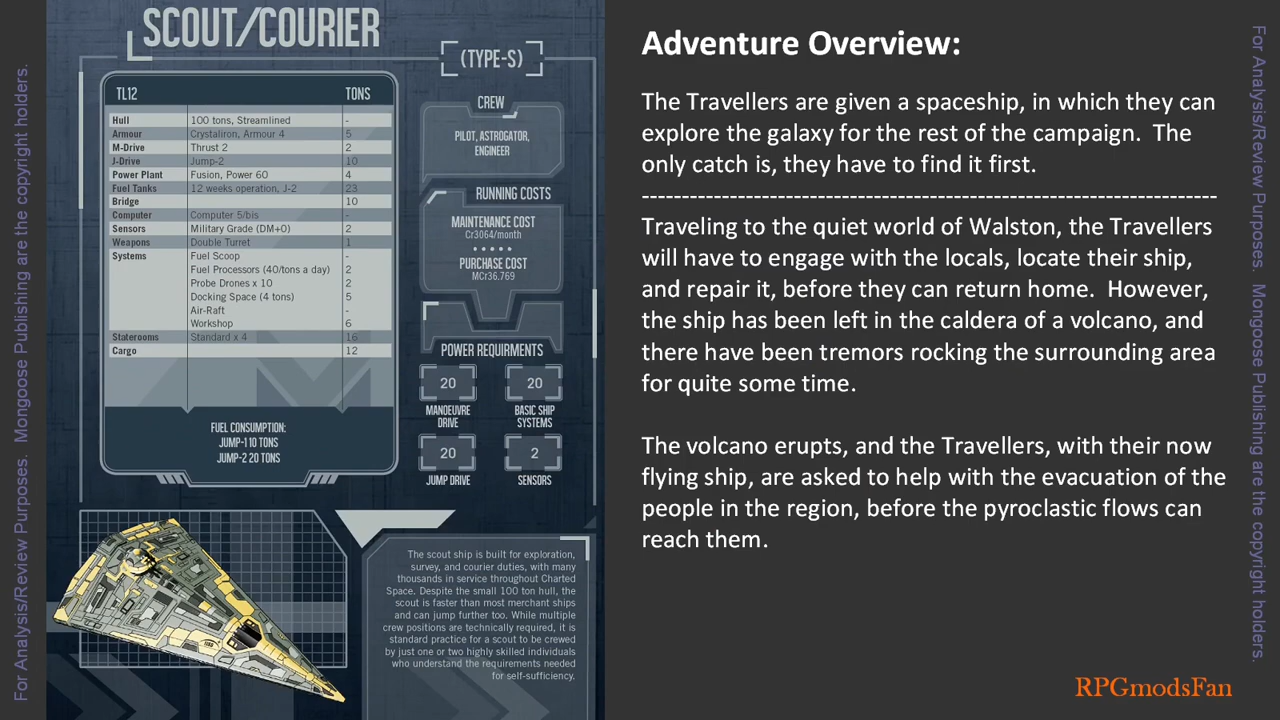 SCOUT/COURIER
(TYPE-S)
TL12 TONS
Hull 100 tons, Streamlined -
Armour Crystaliron, Armour 4 5
M-Drive Thrust 2 2
J-Drive Jump-2 10
Power Plant Fusion, Power 60 4
Fuel Tanks 12 weeks operation, J-2 23
Bridge 10
Computer Computer 5/bis -
Sensors Military Grade (DM+0) 2
Weapons Double Turret 1
Systems Fuel Scoop -
Fuel Processors (40/tons a day) 2
Probe Drones x 10 2
Docking Space (4 tons) 5
Air-Raft -
Workshop 6
Staterooms Standard x 4 16
Cargo 12
FUEL CONSUMPTION:
JUMP-1 10 TONS
JUMP-2 20 TONS
CREW
PILOT, ASTROGATOR,
ENGINEER
RUNNING COSTS
MAINTENANCE COST
Cr3064/month
•••••
PURCHASE COST
MCr36.769
POWER REQUIRMENTS
20 20
MANOEUVRE
DRIVE
BASIC SHIP
SYSTEMS
20 2
JUMP DRIVE SENSORS
The scout ship is built for exploration,
survey, and courier duties, with many
thousands in service throughout Charted
Space. Despite the small 100 ton hull, the
scout is faster than most merchant ships
and can jump further too. While multiple
crew positions are technically required, it is
standard practice for a scout to be crewed
by just one or two highly skilled individuals
who understand the requirements needed
for self-sufficiency.
Adventure Overview:
The Travellers are given a spaceship, in which they can
explore the galaxy for the rest of the campaign. The
only catch is, they have to find it first.
------------------------------------------------------------------------
Traveling to the quiet world of Walston, the Travellers
will have to engage with the locals, locate their ship,
and repair it, before they can return home. However,
the ship has been left in the caldera of a volcano, and
there have been tremors rocking the surrounding area
for quite some time.
The volcano erupts, and the Travellers, with their now
flying ship, are asked to help with the evacuation of the
people in the region, before the pyroclastic flows can
reach them.
RPGmodsFan
For Analysis/Review Purposes. Mongoose Publishing are the copyright holders.
For Analysis/Review Purposes. Mongoose Publishing are the copyright holders.